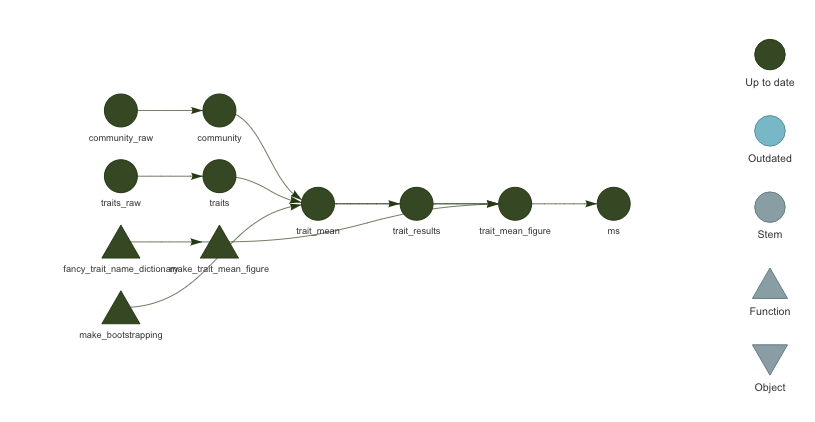 community_raw
community
traits_raw
traits
trait_mean
trait_results
trait_mean_figure
ms
fancy_trait_name_dictionary
make_trait_mean_figure
make_bootstrapping
Up to date
Outdated
Stem
Function
Object